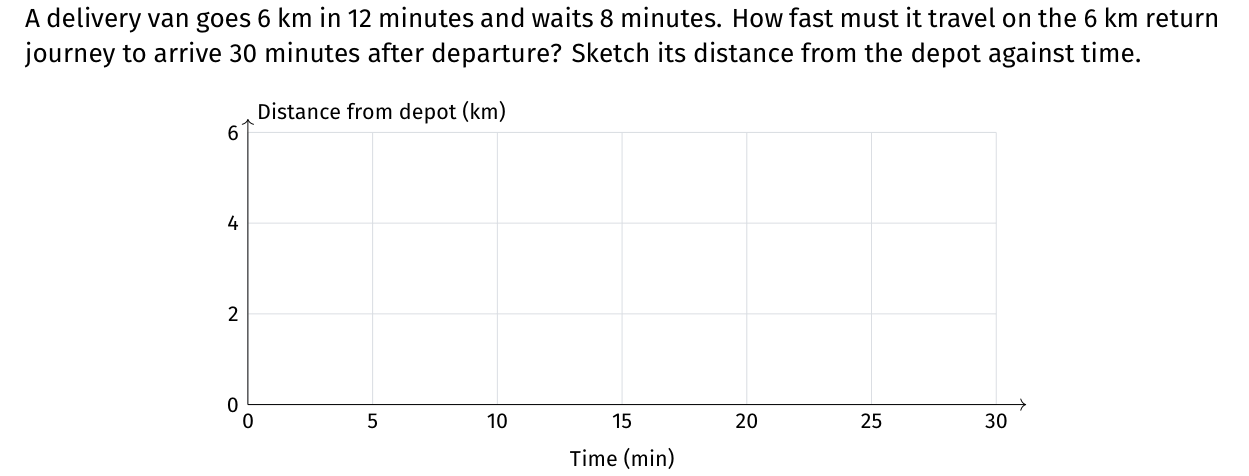 A delivery van goes 6 km in 12 minutes and waits 8 minutes. How fast must it travel on the 6 km return
journey to arrive 30 minutes after departure? Sketch its distance from the depot against time.
Distance from depot (km)
6
4
2
0
0 5 10 15 20 25 30
Time (min)